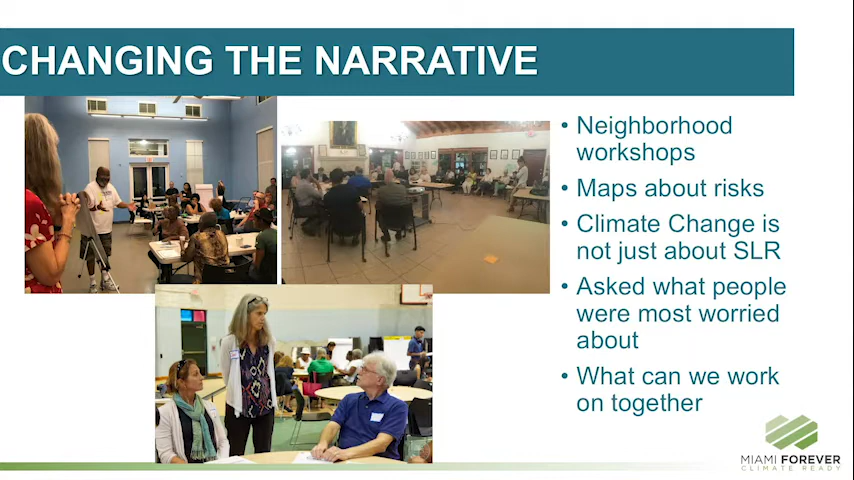 CHANGING THE NARRATIVE
• Neighborhood
workshops
• Maps about risks
• Climate Change is
not just about SLR
• Asked what people
were most worried
about
• What can we work
on together
MIAMI FOREVER
CLIMATE READY